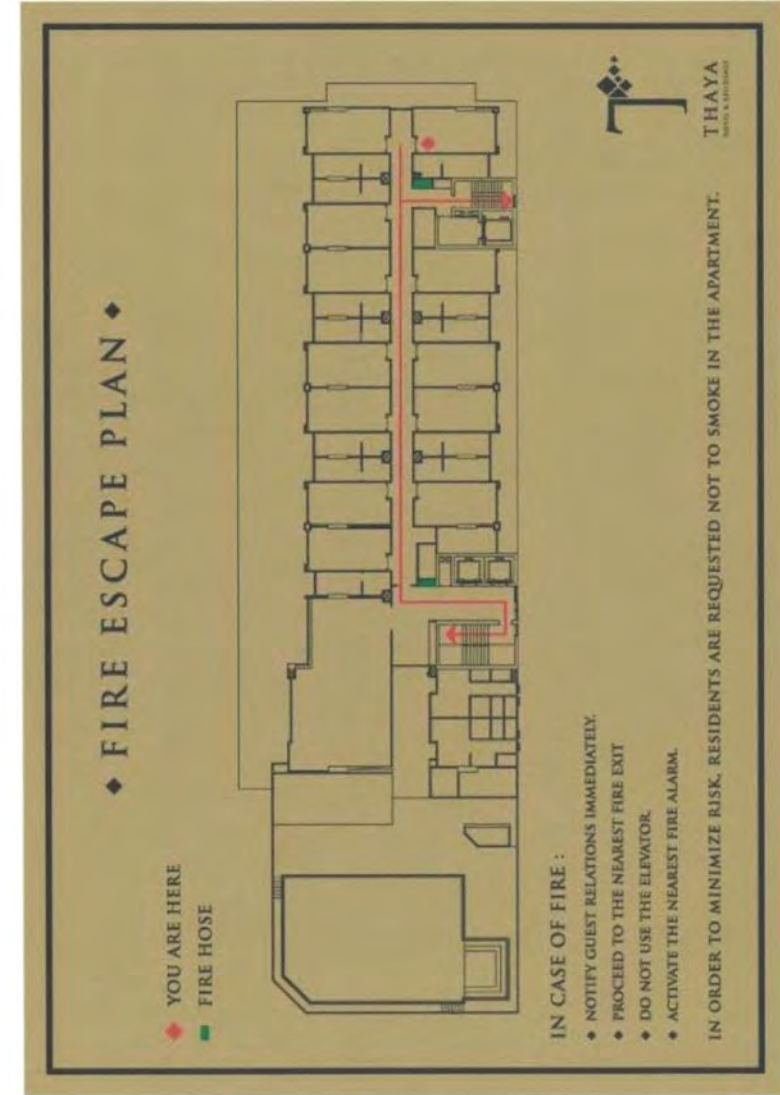 ◆ FIRE ESCAPE PLAN ◆
◆ YOU ARE HERE
FIRE HOSE
IN CASE OF FIRE :
◆ NOTIFY GUEST RELATIONS IMMEDIATELY.
◆ PROCEED TO THE NEAREST FIRE EXIT
◆ DO NOT USE THE ELEVATOR.
◆ ACTIVATE THE NEAREST FIRE ALARM.
IN ORDER TO MINIMIZE RISK, RESIDENTS ARE REQUESTED NOT TO SMOKE IN THE APARTMENT.
THAYA